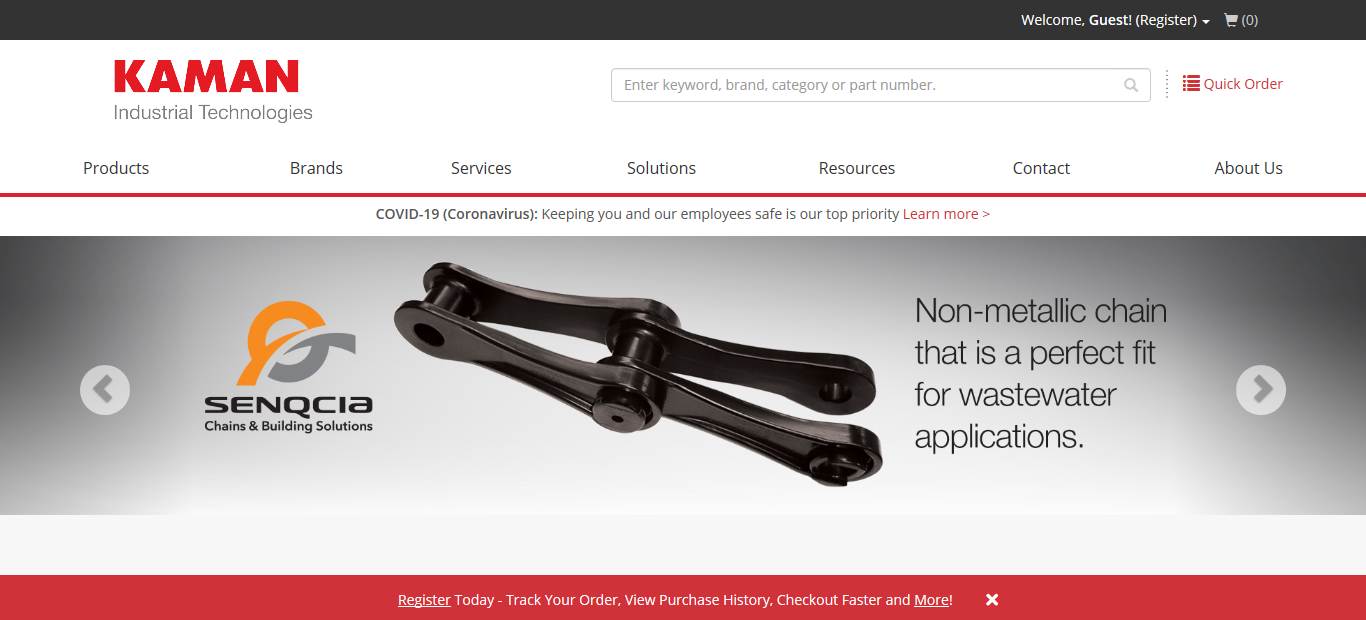 Welcome, Guest! (Register) (0)
KAMAN
Industrial Technologies
Enter keyword, brand, category or part number.
Quick Order
Products Brands Services Solutions Resources Contact About Us
COVID-19 (Coronavirus): Keeping you and our employees safe is our top priority Learn more >
SENQCIA
Chains & Building Solutions
Non-metallic chain
that is a perfect fit
for wastewater
applications.
Register Today - Track Your Order, View Purchase History, Checkout Faster and More!